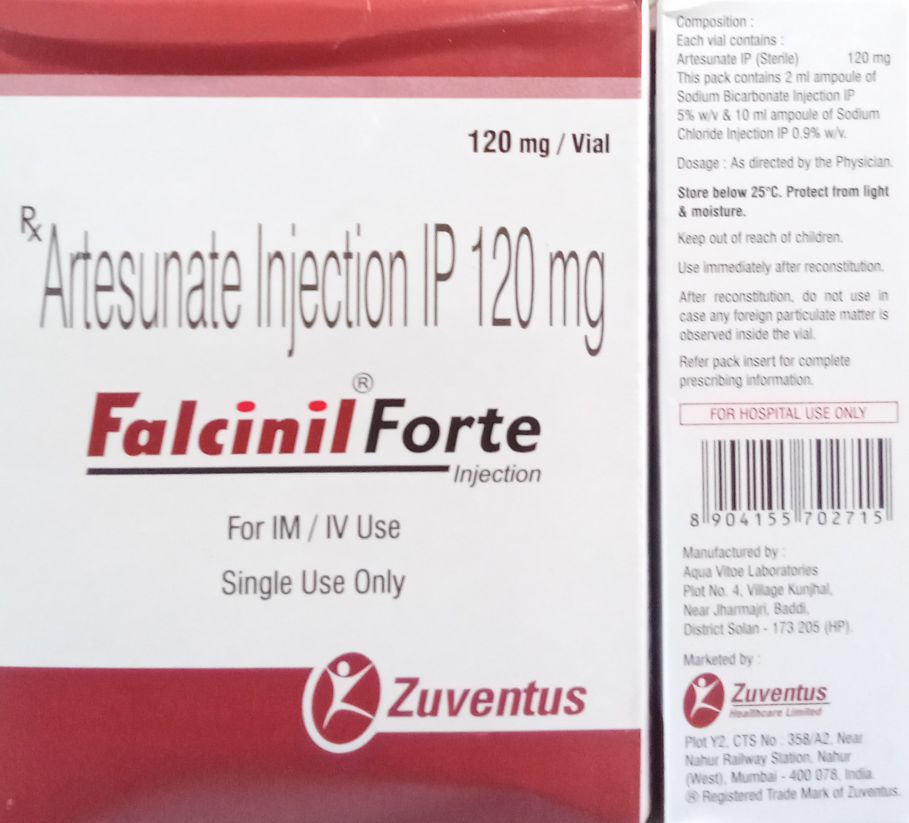 120 mg / Vial
Rx Artesunate Injection IP 120 mg
Falcinil® Forte
Injection
For IM / IV Use
Single Use Only
Zuventus
Composition :
Each vial contains :
Artesunate IP (Sterile) 120 mg
This pack contains 2 ml ampoule of
Sodium Bicarbonate Injection IP
5% w/v & 10 ml ampoule of Sodium
Chloride Injection IP 0.9% w/v.
Dosage : As directed by the Physician.
Store below 25°C. Protect from light
& moisture.
Keep out of reach of children.
Use immediately after reconstitution.
After reconstitution, do not use in
case any foreign particulate matter is
observed inside the vial.
Refer pack insert for complete
prescribing information.
FOR HOSPITAL USE ONLY
8 904155 702715
Manufactured by :
Aqua Vitoe Laboratories
Plot No. 4, Village Kunjhal,
Near Jharmajri, Baddi,
District Solan - 173 205 (HP).
Marketed by :
Zuventus
Healthcare Limited
Plot Y2, CTS No : 358/A2, Near
Nahur Railway Station, Nahur
(West), Mumbai - 400 078, India.
® Registered Trade Mark of Zuventus.